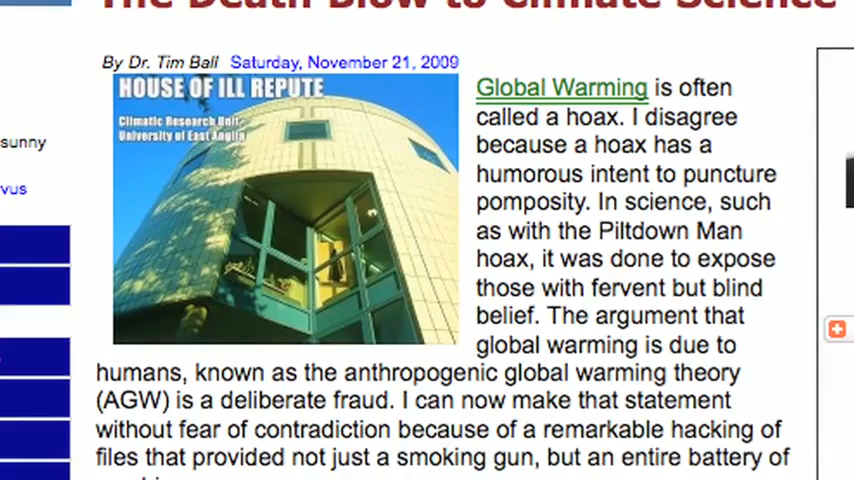 The Death Blow to Climate Science
By Dr. Tim Ball Saturday, November 21, 2009
HOUSE OF ILL REPUTE
Climatic Research Unit,
University of East Anglia
sunny
vus
Global Warming is often
called a hoax. I disagree
because a hoax has a
humorous intent to puncture
pomposity. In science, such
as with the Piltdown Man
hoax, it was done to expose
those with fervent but blind
belief. The argument that
global warming is due to
humans, known as the anthropogenic global warming theory
(AGW) is a deliberate fraud. I can now make that statement
without fear of contradiction because of a remarkable hacking of
files that provided not just a smoking gun, but an entire battery of